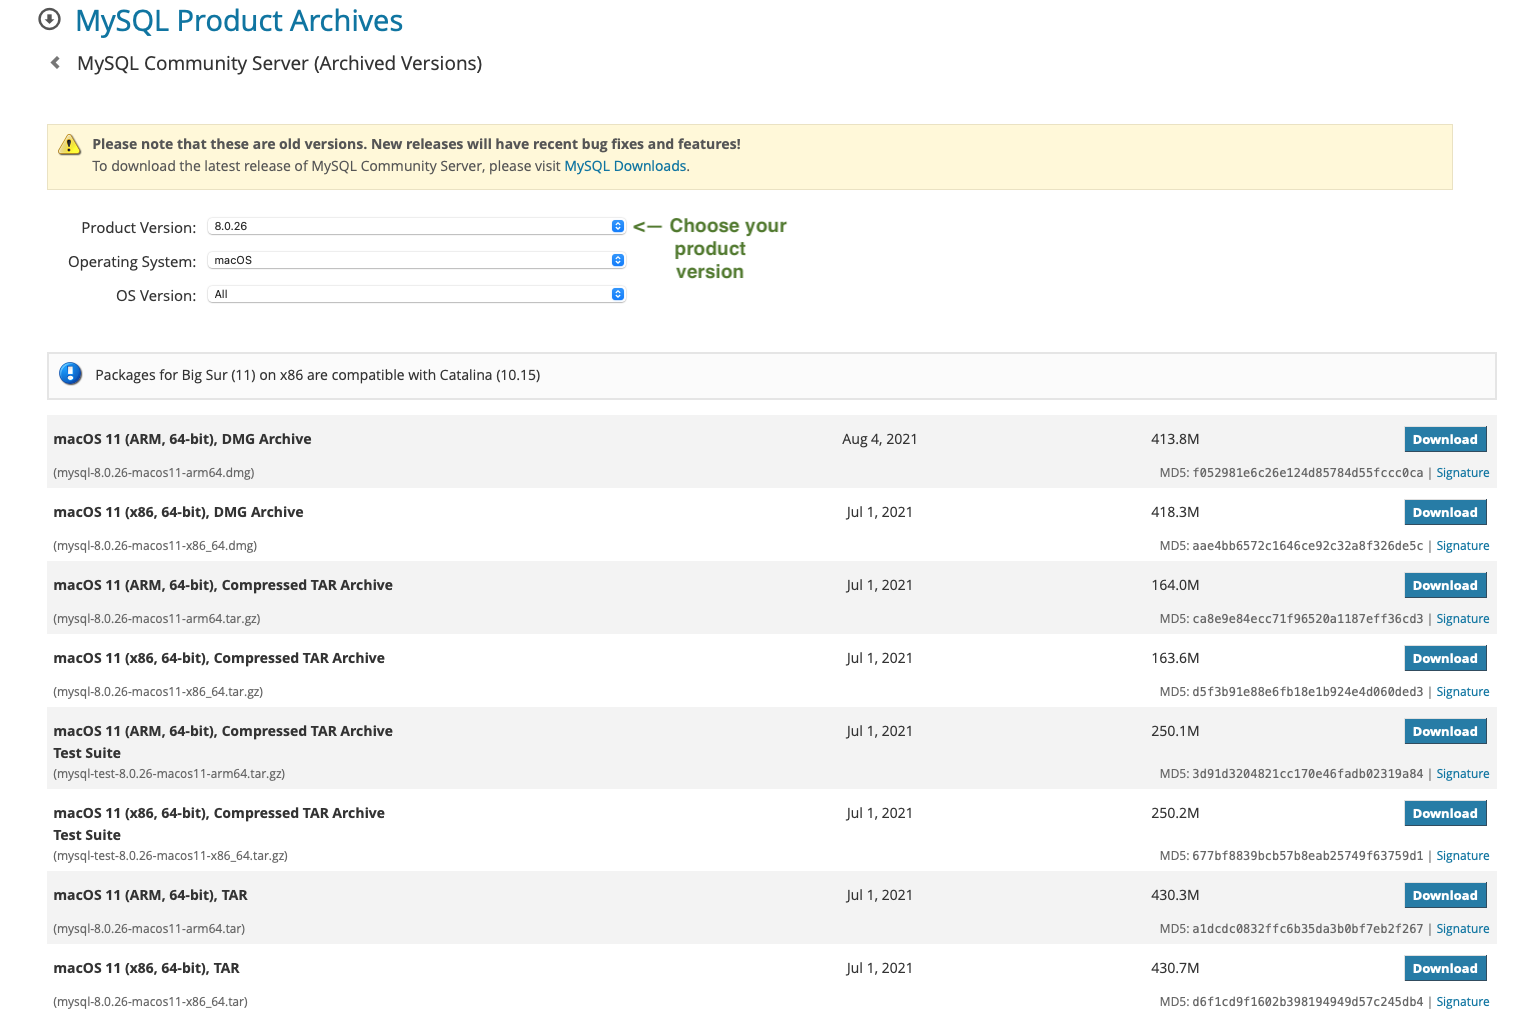 MySQL Product Archives
MySQL Community Server (Archived Versions)
Please note that these are old versions. New releases will have recent bug fixes and features!
To download the latest release of MySQL Community Server, please visit MySQL Downloads.
Product Version: 8.0.26
<— Choose your
product
version
Operating System: macOS
OS Version: All
Packages for Big Sur (11) on x86 are compatible with Catalina (10.15)
macOS 11 (ARM, 64-bit), DMG Archive Aug 4, 2021 413.8M Download
(mysql-8.0.26-macos11-arm64.dmg) MD5: f052981e6c26e124d85784d55fccc0ca | Signature
macOS 11 (x86, 64-bit), DMG Archive Jul 1, 2021 418.3M Download
(mysql-8.0.26-macos11-x86_64.dmg) MD5: aae4bb6572c1646ce92c32a8f326de5c | Signature
macOS 11 (ARM, 64-bit), Compressed TAR Archive Jul 1, 2021 164.0M Download
(mysql-8.0.26-macos11-arm64.tar.gz) MD5: ca8e9e84ecc71f96520a1187eff36cd3 | Signature
macOS 11 (x86, 64-bit), Compressed TAR Archive Jul 1, 2021 163.6M Download
(mysql-8.0.26-macos11-x86_64.tar.gz) MD5: d5f3b91e88e6fb18e1b924e4d060ded3 | Signature
macOS 11 (ARM, 64-bit), Compressed TAR Archive Jul 1, 2021 250.1M Download
Test Suite
(mysql-test-8.0.26-macos11-arm64.tar.gz) MD5: 3d91d3204821cc170e46fadb02319a84 | Signature
macOS 11 (x86, 64-bit), Compressed TAR Archive Jul 1, 2021 250.2M Download
Test Suite
(mysql-test-8.0.26-macos11-x86_64.tar.gz) MD5: 677bf8839bcb57b8eab25749f63759d1 | Signature
macOS 11 (ARM, 64-bit), TAR Jul 1, 2021 430.3M Download
(mysql-8.0.26-macos11-arm64.tar) MD5: a1dcdc0832ffc6b35da3b0bf7eb2f267 | Signature
macOS 11 (x86, 64-bit), TAR Jul 1, 2021 430.7M Download
(mysql-8.0.26-macos11-x86_64.tar) MD5: d6f1cd9f1602b398194949d57c245db4 | Signature